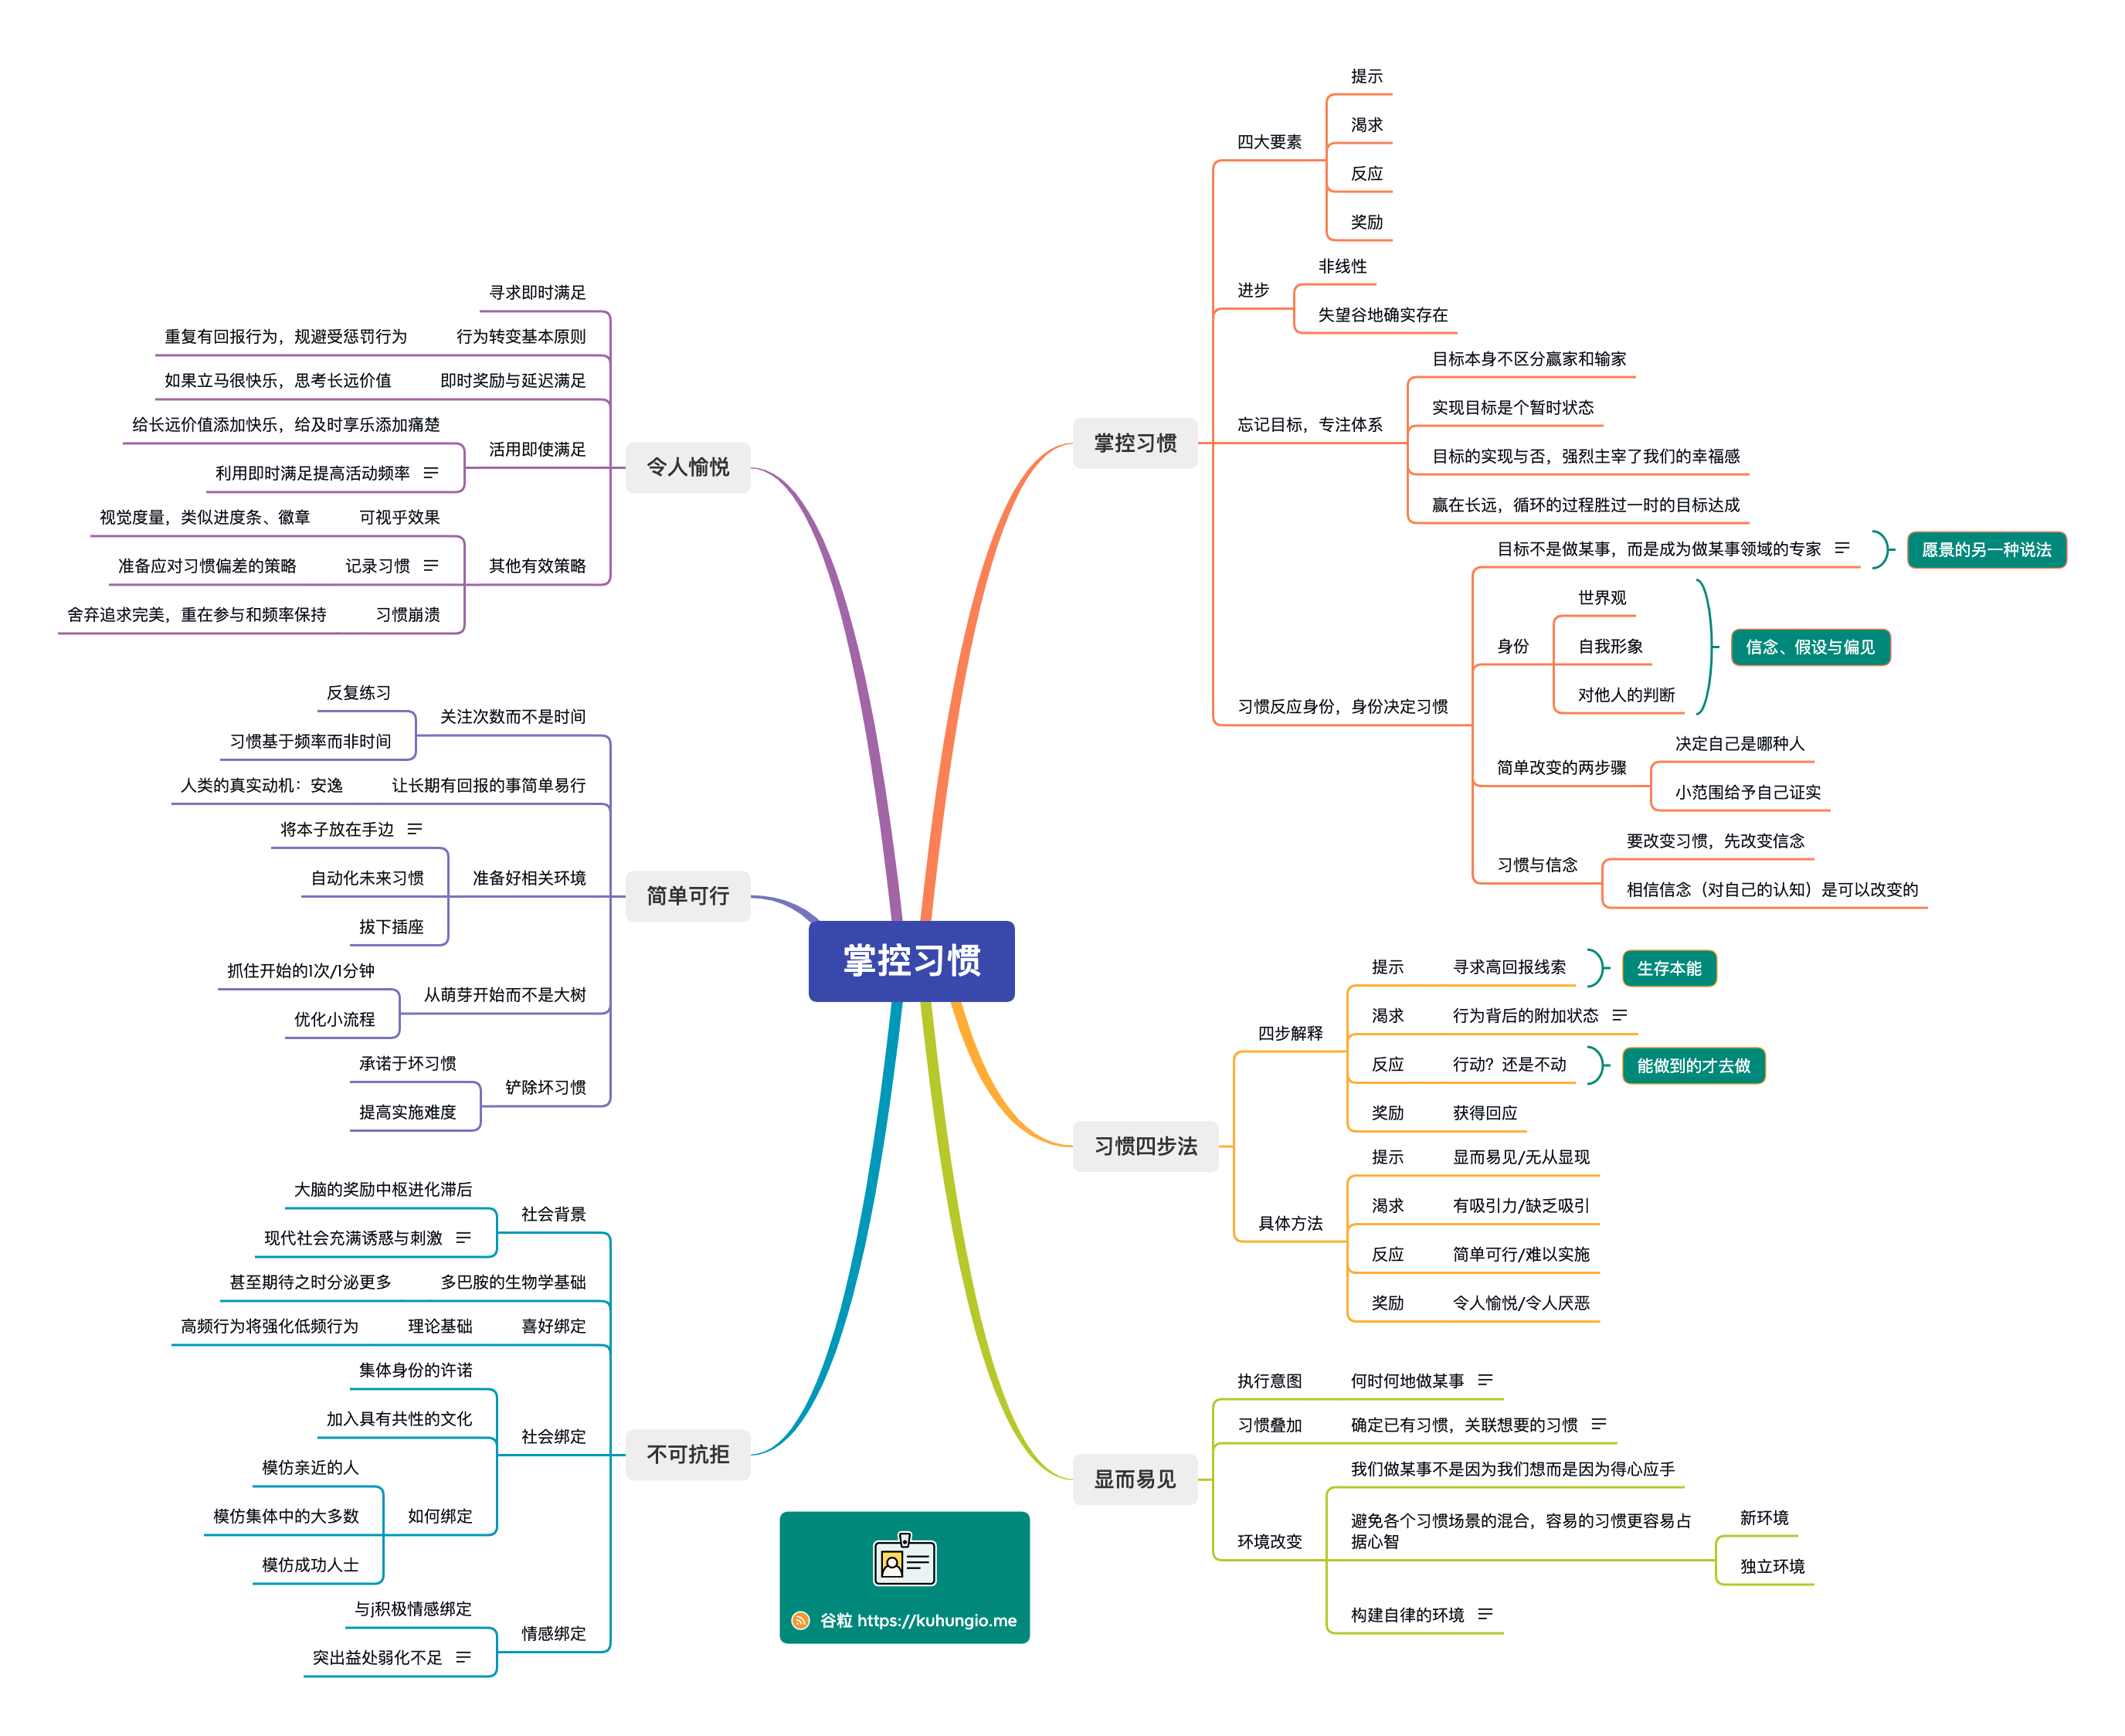 掌控习惯
掌控习惯
四大要素
提示
渴求
反应
奖励
进步
非线性
失望谷地确实存在
忘记目标，专注体系
目标本身不区分赢家和输家
实现目标是个暂时状态
目标的实现与否，强烈主宰了我们的幸福感
赢在长远，循环的过程胜过一时的目标达成
习惯反应身份，身份决定习惯
目标不是做某事，而是成为做某事领域的专家
愿景的另一种说法
身份
世界观
自我形象
对他人的判断
信念、假设与偏见
简单改变的两步骤
决定自己是哪种人
小范围给予自己证实
习惯与信念
要改变习惯，先改变信念
相信信念（对自己的认知）是可以改变的
习惯四步法
四步解释
提示
寻求高回报线索
生存本能
渴求
行为背后的附加状态
反应
行动？还是不动
能做到的才去做
奖励
获得回应
具体方法
提示
显而易见/无从显现
渴求
有吸引力/缺乏吸引
反应
简单可行/难以实施
奖励
令人愉悦/令人厌恶
显而易见
执行意图
何时何地做某事
习惯叠加
确定已有习惯，关联想要的习惯
环境改变
我们做某事不是因为我们想而是因为得心应手
避免各个习惯场景的混合，容易的习惯更容易占
据心智
新环境
独立环境
构建自律的环境
令人愉悦
寻求即时满足
行为转变基本原则
重复有回报行为，规避受惩罚行为
即时奖励与延迟满足
如果立马很快乐，思考长远价值
活用即使满足
给长远价值添加快乐，给及时享乐添加痛楚
利用即时满足提高活动频率
其他有效策略
可视乎效果
视觉度量，类似进度条、徽章
记录习惯
准备应对习惯偏差的策略
习惯崩溃
舍弃追求完美，重在参与和频率保持
简单可行
关注次数而不是时间
反复练习
习惯基于频率而非时间
让长期有回报的事简单易行
人类的真实动机：安逸
准备好相关环境
将本子放在手边
自动化未来习惯
拔下插座
从萌芽开始而不是大树
抓住开始的1次/1分钟
优化小流程
铲除坏习惯
承诺于坏习惯
提高实施难度
不可抗拒
社会背景
大脑的奖励中枢进化滞后
现代社会充满诱惑与刺激
多巴胺的生物学基础
甚至期待之时分泌更多
喜好绑定
理论基础
高频行为将强化低频行为
社会绑定
集体身份的许诺
加入具有共性的文化
如何绑定
模仿亲近的人
模仿集体中的大多数
模仿成功人士
情感绑定
与j积极情感绑定
突出益处弱化不足
谷粒 https://kuhungio.me